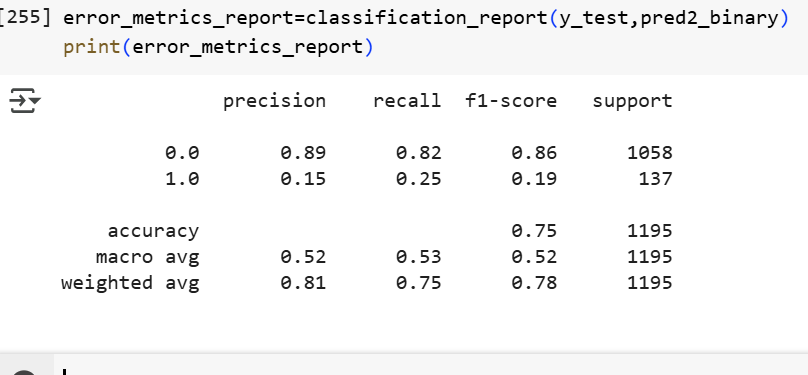 [255] error_metrics_report=classification_report(y_test,pred2_binary)
print(error_metrics_report)
precision recall f1-score support
0.0 0.89 0.82 0.86 1058
1.0 0.15 0.25 0.19 137
accuracy 0.75 1195
macro avg 0.52 0.53 0.52 1195
weighted avg 0.81 0.75 0.78 1195